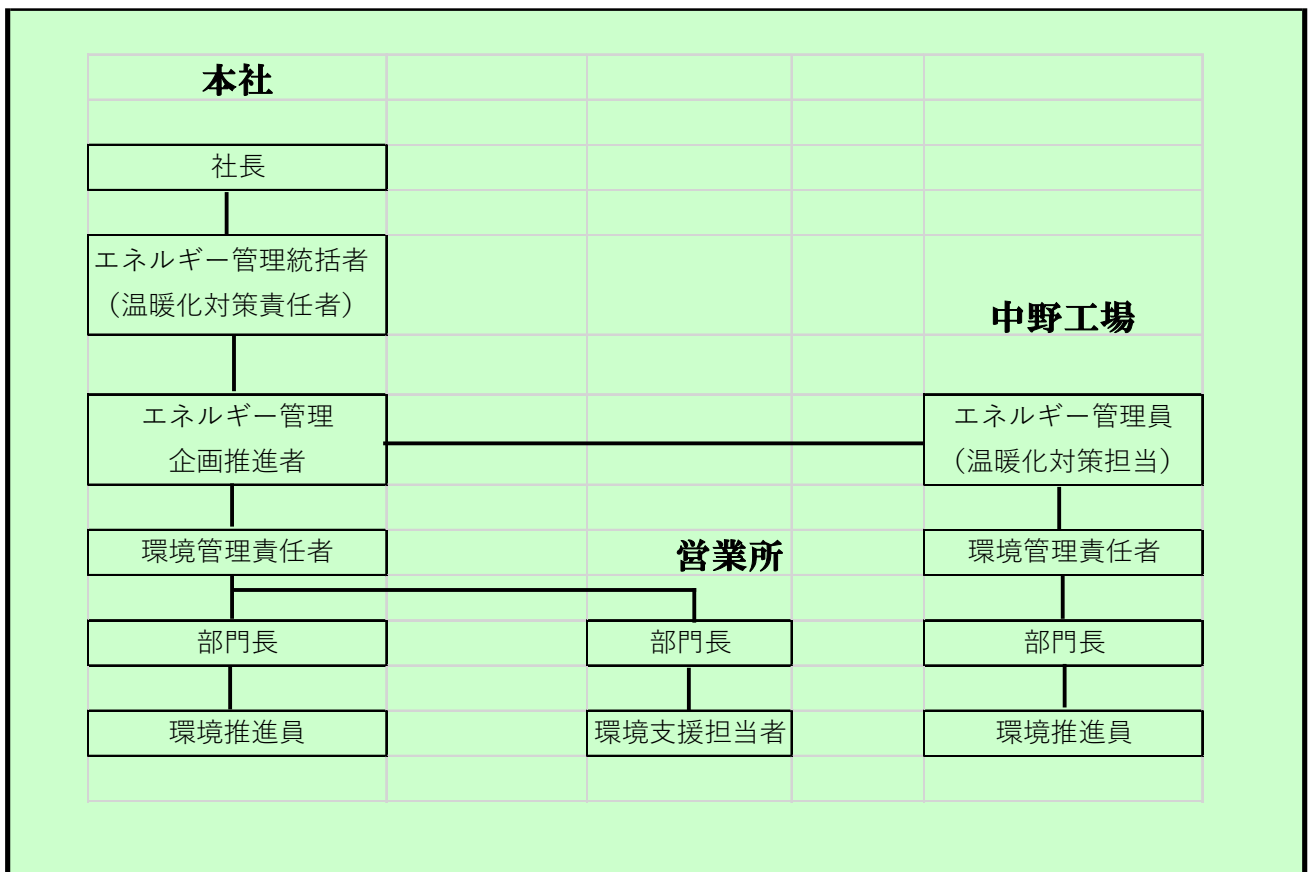 本社
社長
エネルギー管理統括者
（温暖化対策責任者）
中野工場
エネルギー管理
企画推進者
エネルギー管理員
（温暖化対策担当）
環境管理責任者
営業所
環境管理責任者
部門長
部門長
部門長
環境推進員
環境支援担当者
環境推進員